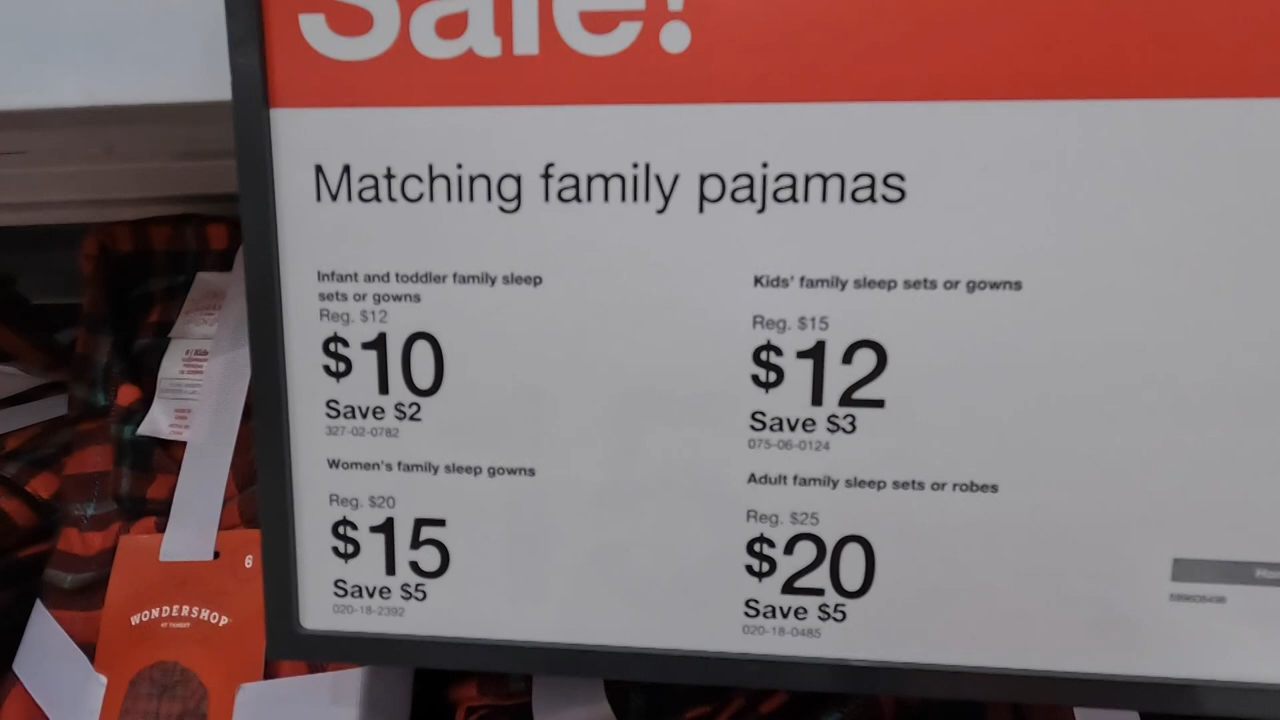 Sale!
Matching family pajamas
Infant and toddler family sleep
sets or gowns
Reg. $12
$10
Save $2
327-02-0782
Kids' family sleep sets or gowns
Reg. $15
$12
Save $3
075-06-0124
Women's family sleep gowns
Reg. $20
$15
Save $5
020-18-2392
Adult family sleep sets or robes
Reg. $25
$20
Save $5
020-18-0485
6
WONDERSHOP
AT TARGET